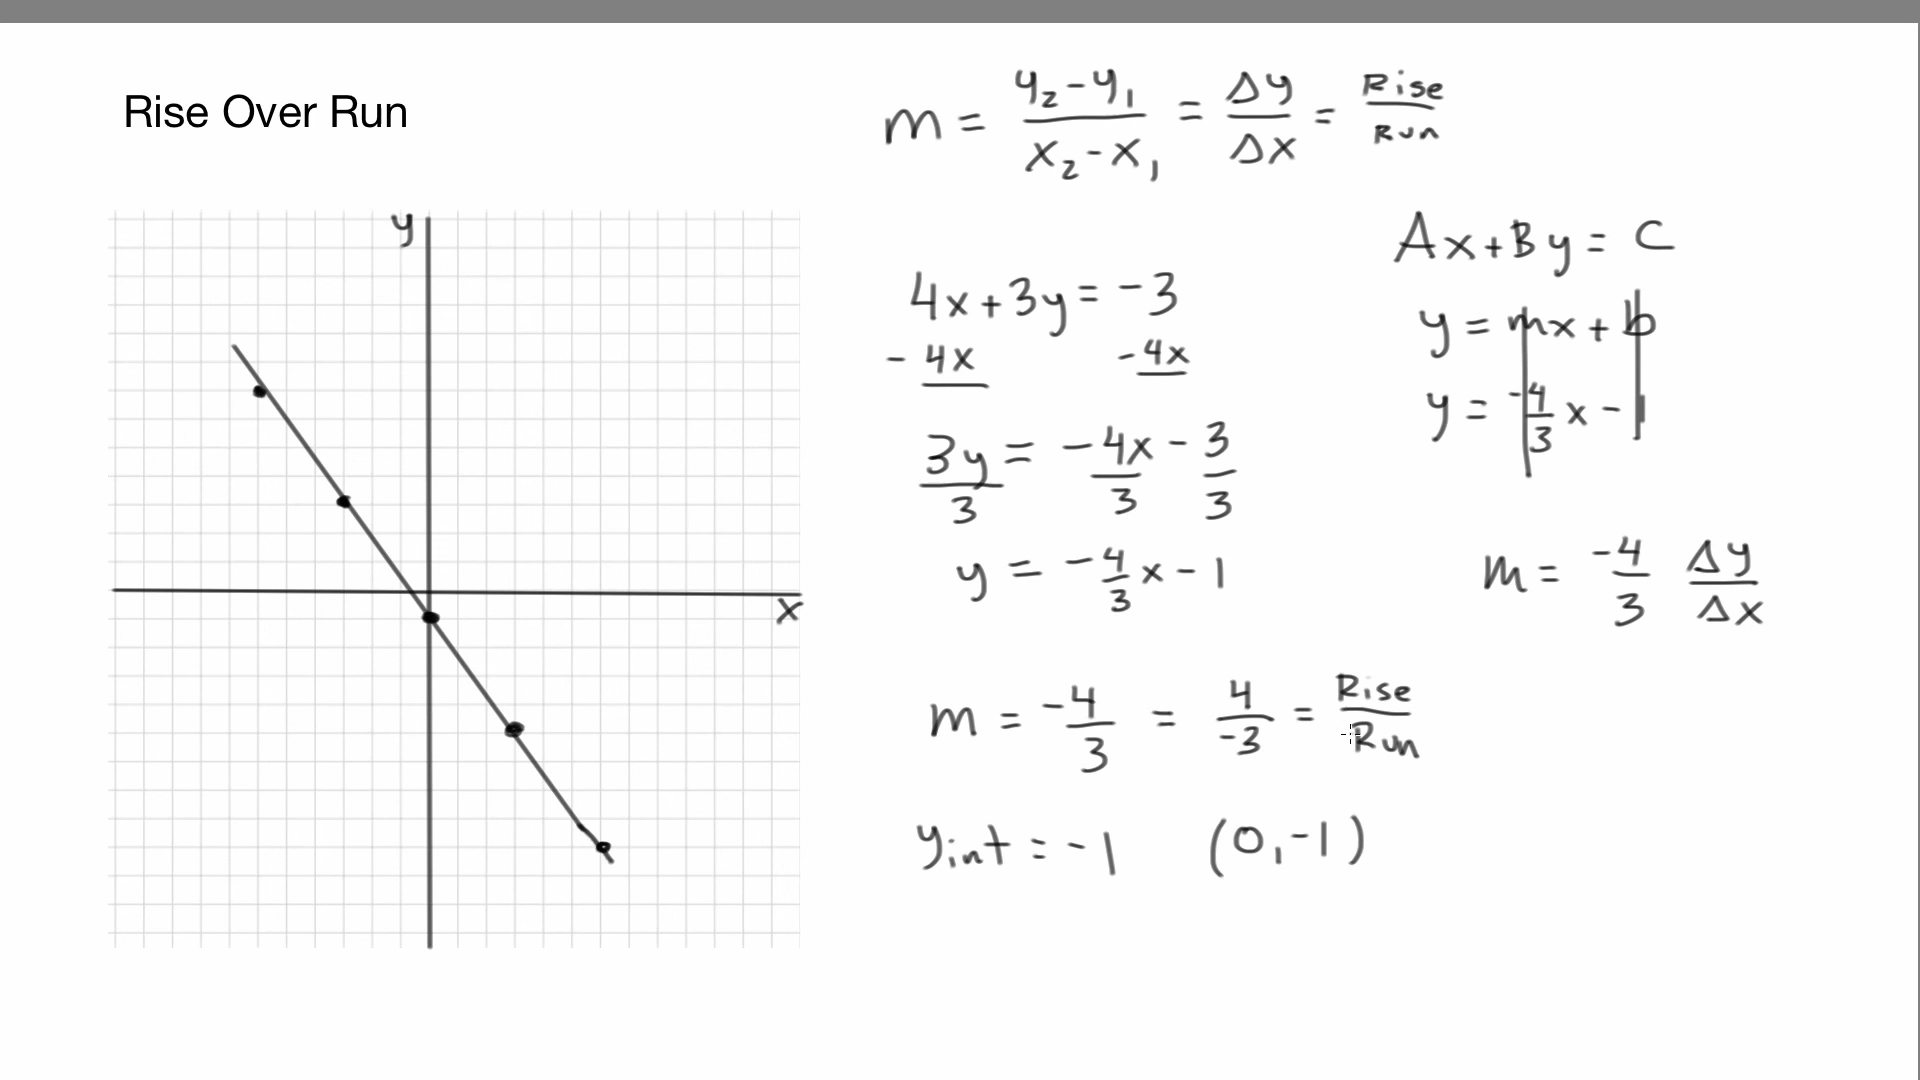 Rise Over Run
m = y₂-y₁/x₂-x₁ = Δy/Δx = Rise/Run
y
x
4x+3y = -3
- 4x -4x
3y/3 = -4x/3 - 3/3
y = -4/3 x - 1
m = -4/3 = 4/-3 = Rise/Run
yint = -1 (0,-1)
Ax+By = C
y = mx + b
y = -4/3 x - 1
m = -4/3 Δy/Δx